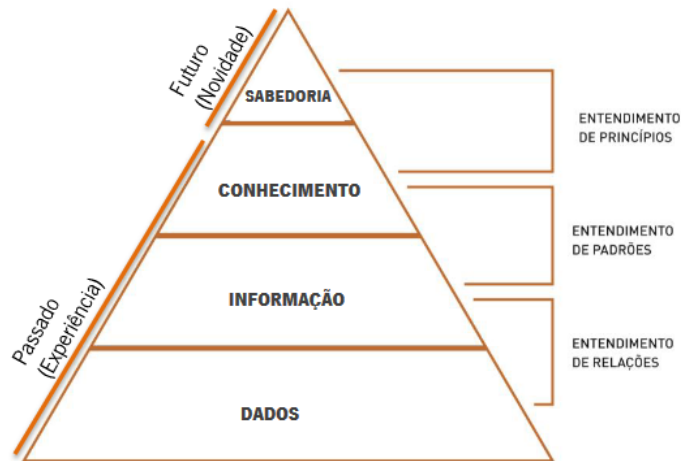 Futuro
(Novidade)
SABEDORIA
ENTENDIMENTO
DE PRINCÍPIOS
CONHECIMENTO
ENTENDIMENTO
DE PADRÕES
Passado
(Experiência)
INFORMAÇÃO
ENTENDIMENTO
DE RELAÇÕES
DADOS